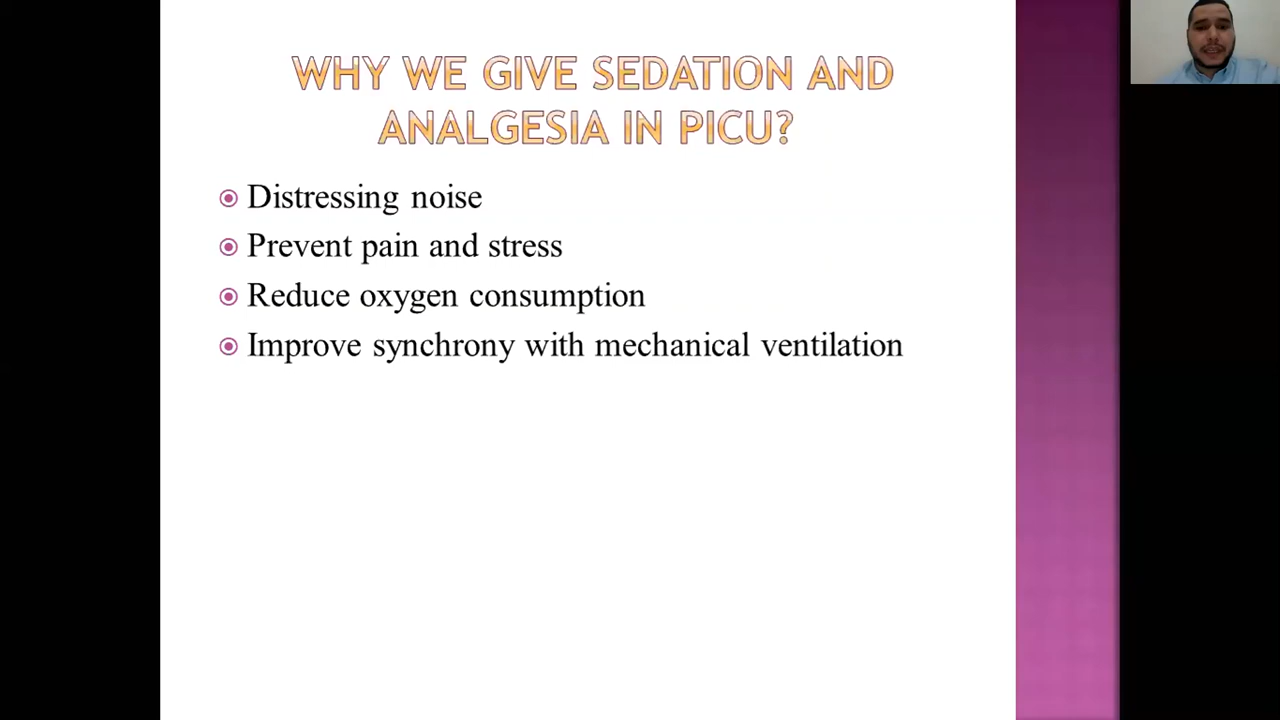 WHY WE GIVE SEDATION AND
ANALGESIA IN PICU?
Distressing noise
Prevent pain and stress
Reduce oxygen consumption
Improve synchrony with mechanical ventilation